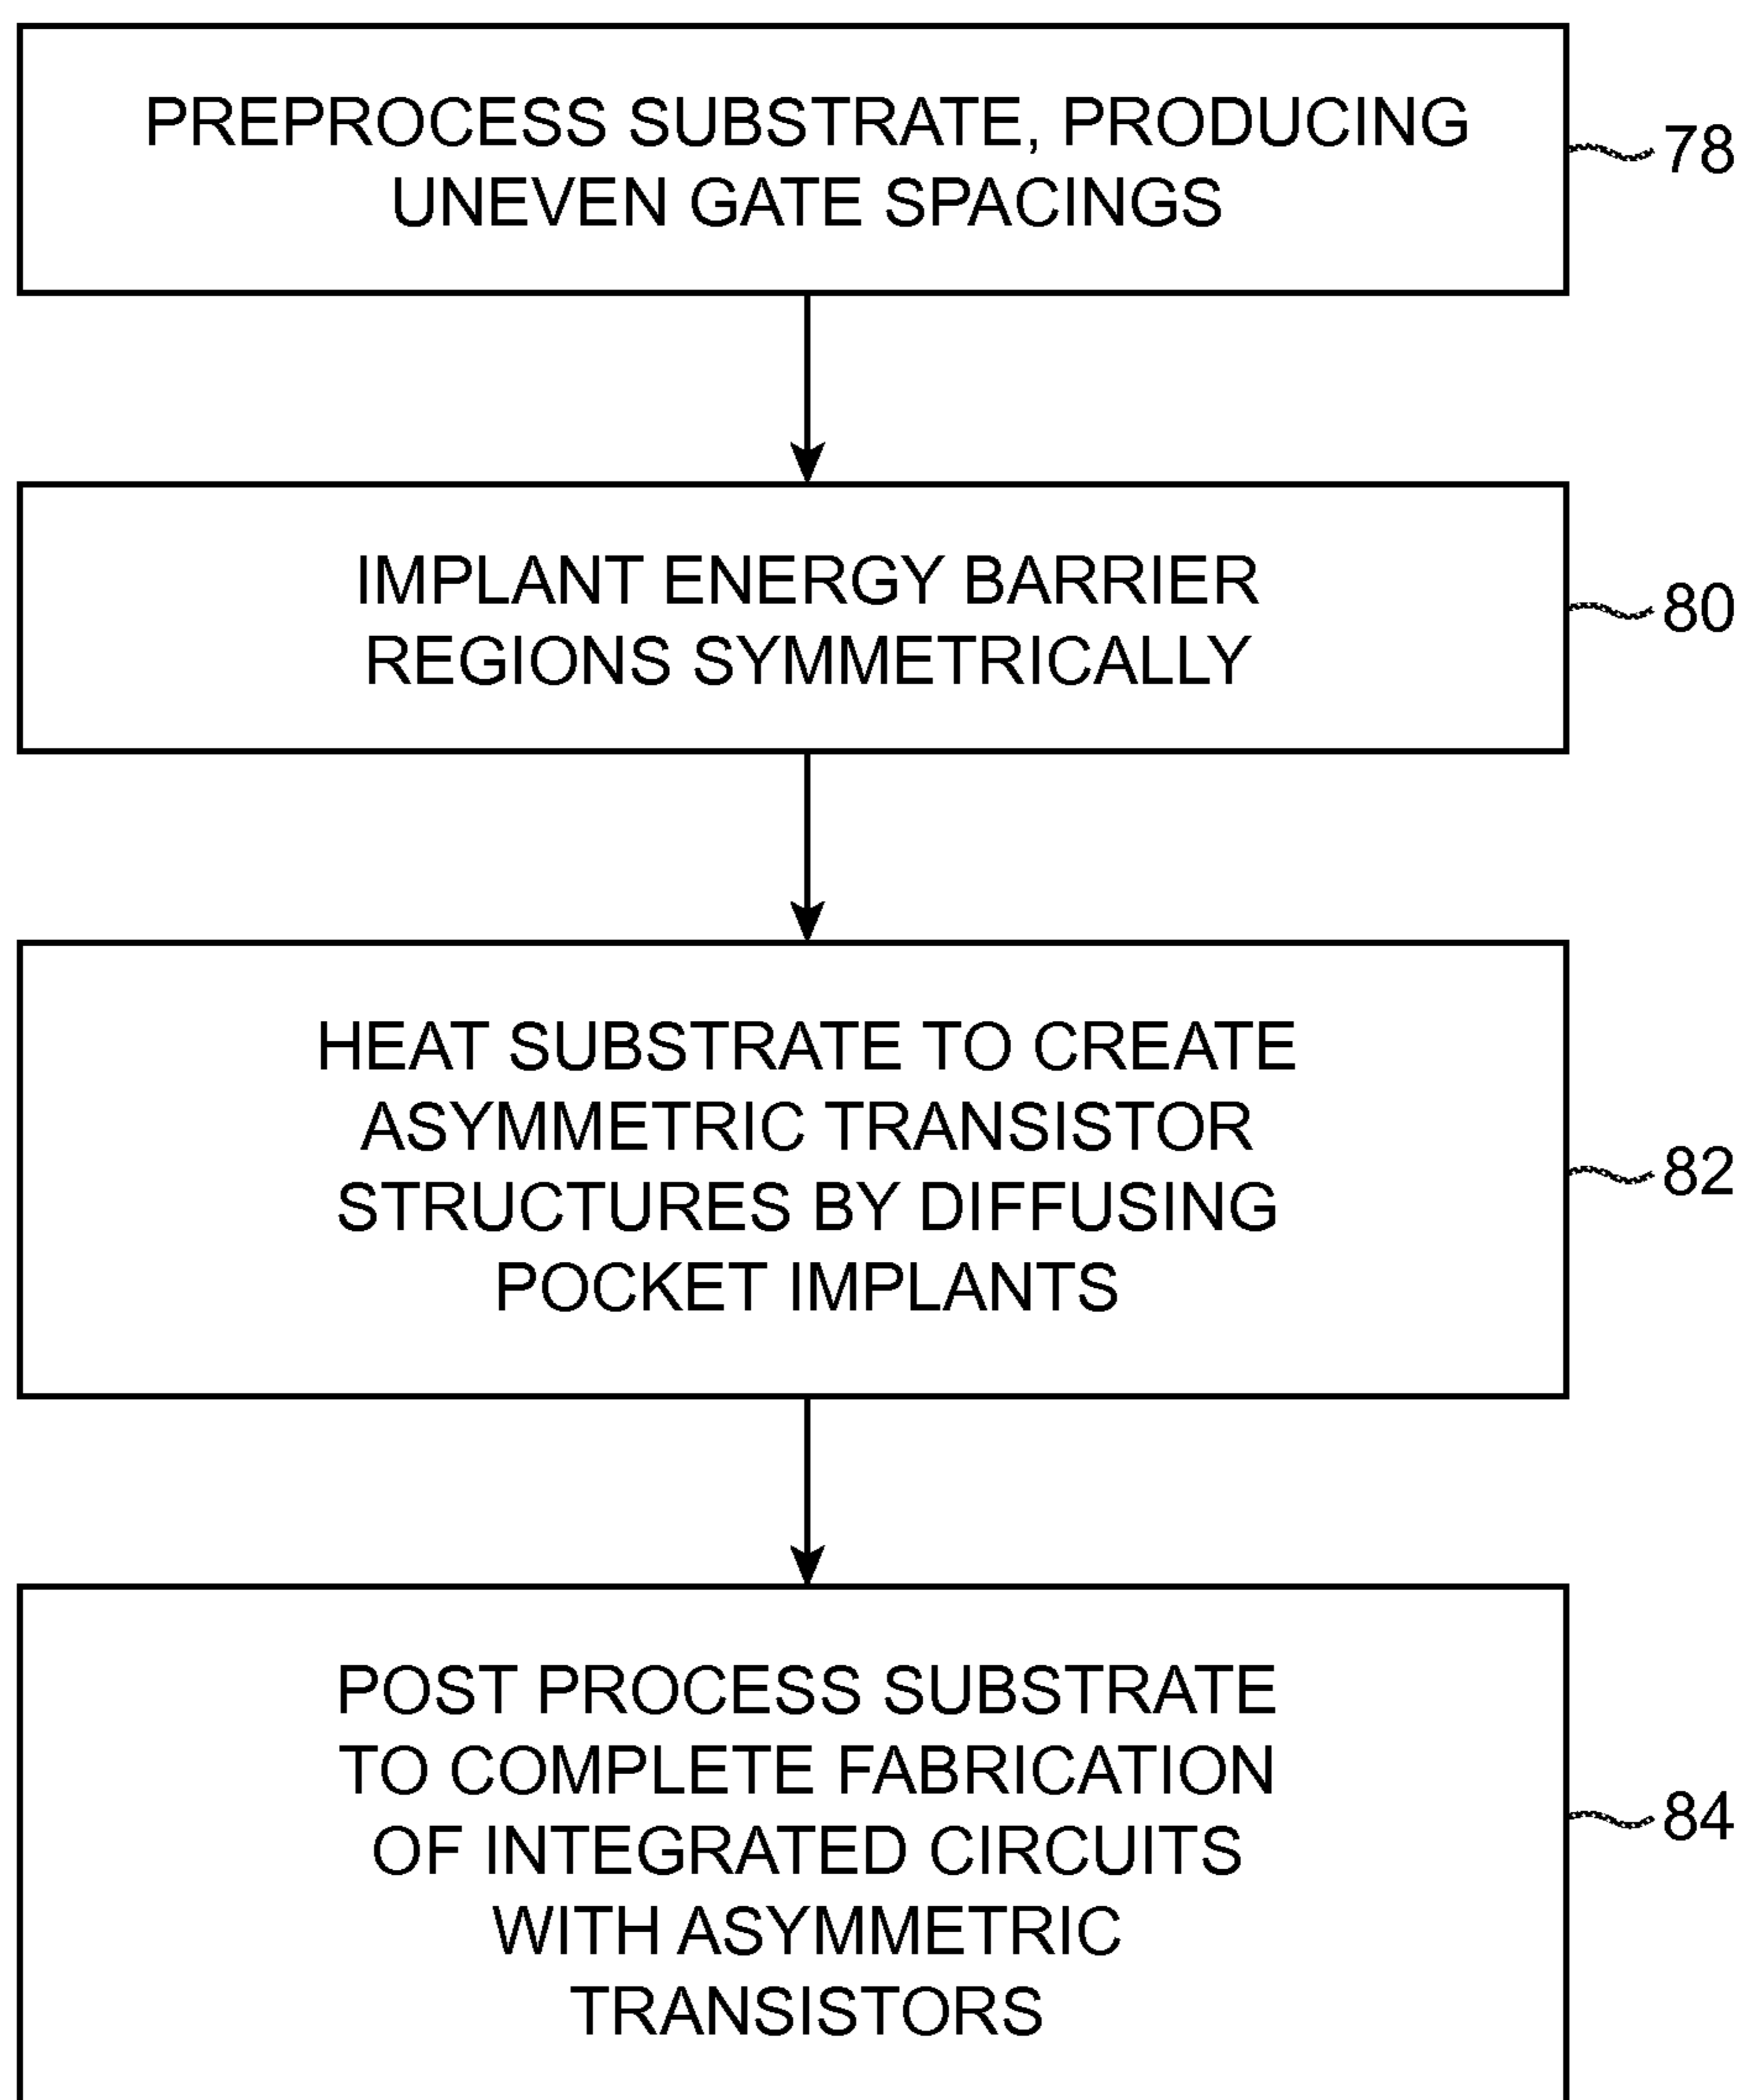 PREPROCESS SUBSTRATE, PRODUCING
UNEVEN GATE SPACINGS
78
IMPLANT ENERGY BARRIER
REGIONS SYMMETRICALLY
80
HEAT SUBSTRATE TO CREATE
ASYMMETRIC TRANSISTOR
STRUCTURES BY DIFFUSING
POCKET IMPLANTS
82
POST PROCESS SUBSTRATE
TO COMPLETE FABRICATION
OF INTEGRATED CIRCUITS
WITH ASYMMETRIC
TRANSISTORS
84